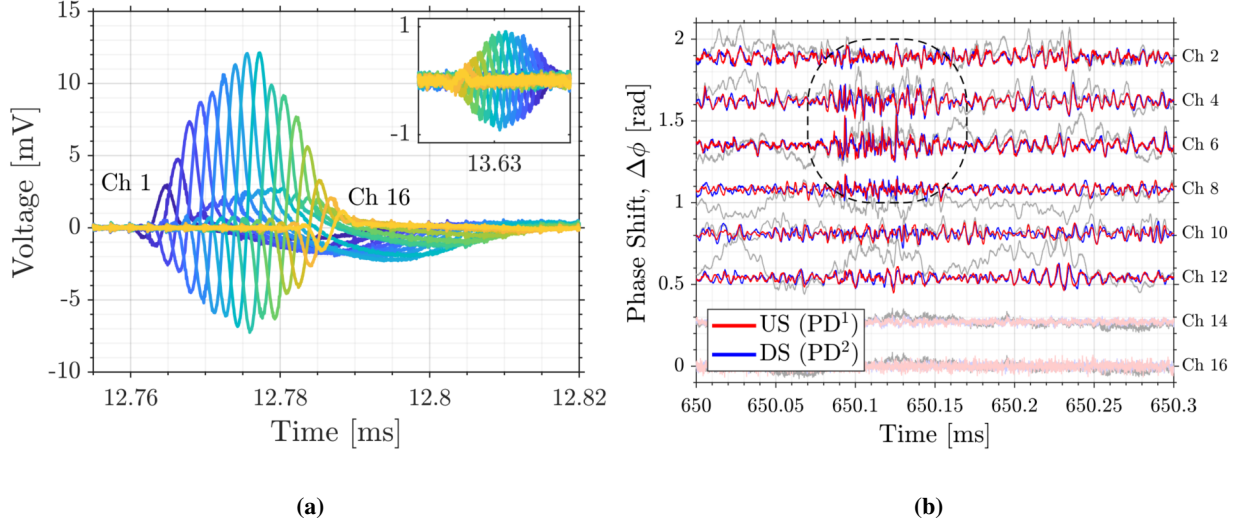 15
10
5
0
-5
-10
Voltage [mV]
12.76
12.78
12.8
12.82
Time [ms]
Ch 1
Ch 16
1
-1
13.63
(a)
2
1.5
1
0.5
0
Phase Shift, Δϕ [rad]
Ch 2
Ch 4
Ch 6
Ch 8
Ch 10
Ch 12
Ch 14
Ch 16
US (PD¹)
DS (PD²)
650
650.05
650.1
650.15
650.2
650.25
650.3
Time [ms]
(b)